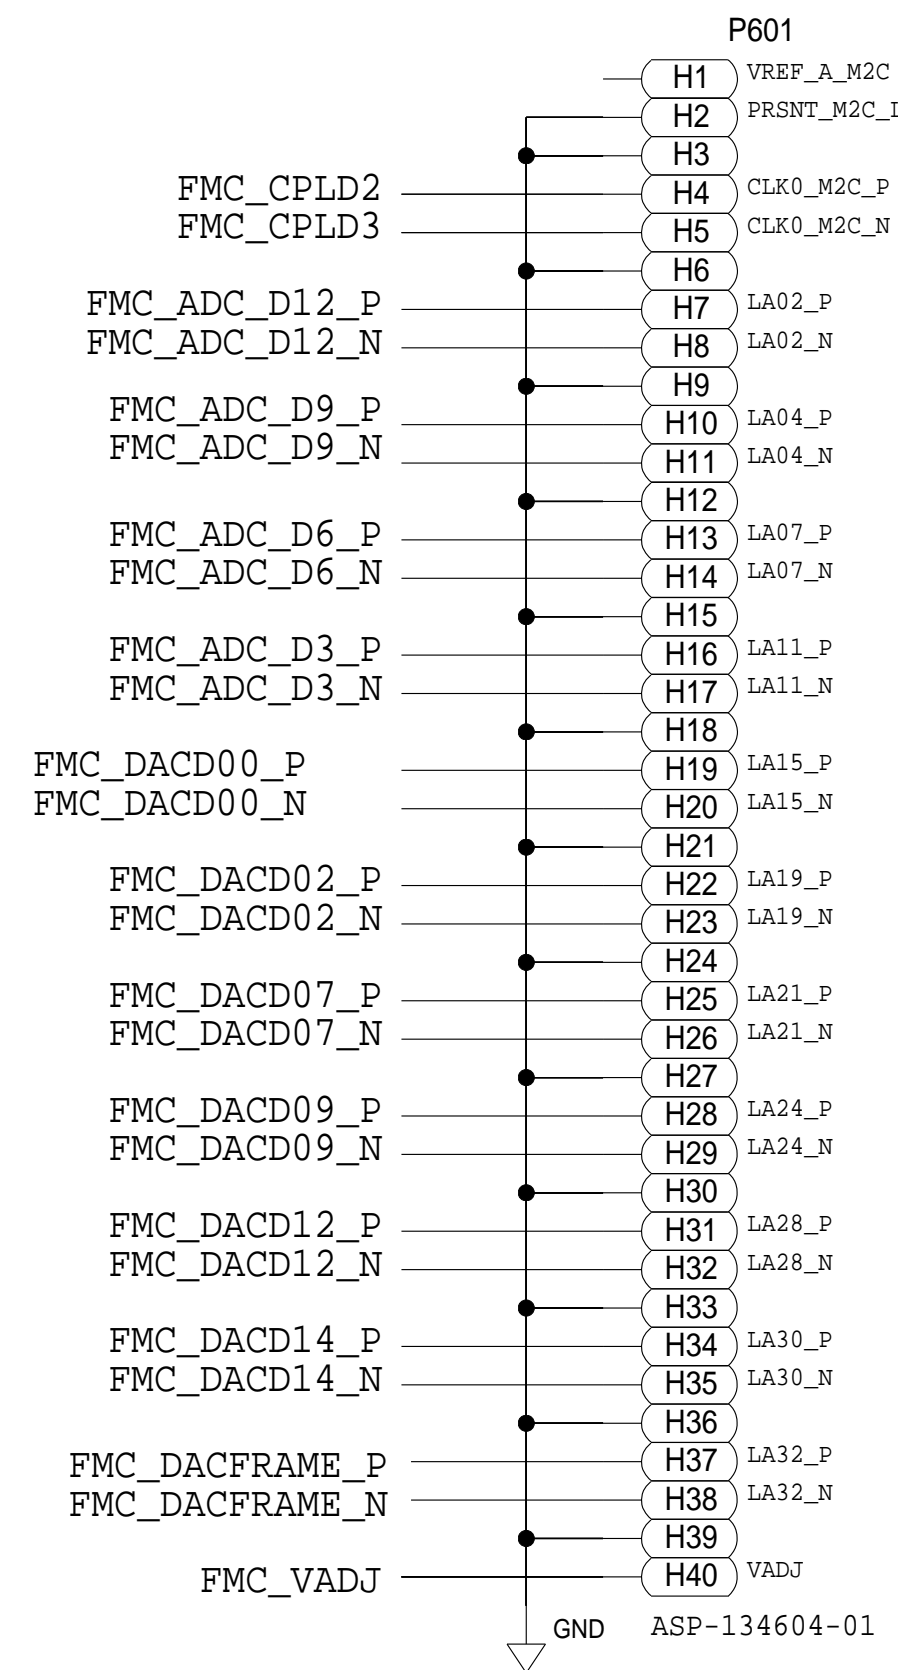 P601
H1 VREF_A_M2C
H2 PRSNT_M2C_
H3
FMC_CPLD2 H4 CLK0_M2C_P
FMC_CPLD3 H5 CLK0_M2C_N
H6
FMC_ADC_D12_P H7 LA02_P
FMC_ADC_D12_N H8 LA02_N
H9
FMC_ADC_D9_P H10 LA04_P
FMC_ADC_D9_N H11 LA04_N
H12
FMC_ADC_D6_P H13 LA07_P
FMC_ADC_D6_N H14 LA07_N
H15
FMC_ADC_D3_P H16 LA11_P
FMC_ADC_D3_N H17 LA11_N
H18
FMC_DACD00_P H19 LA15_P
FMC_DACD00_N H20 LA15_N
H21
FMC_DACD02_P H22 LA19_P
FMC_DACD02_N H23 LA19_N
H24
FMC_DACD07_P H25 LA21_P
FMC_DACD07_N H26 LA21_N
H27
FMC_DACD09_P H28 LA24_P
FMC_DACD09_N H29 LA24_N
H30
FMC_DACD12_P H31 LA28_P
FMC_DACD12_N H32 LA28_N
H33
FMC_DACD14_P H34 LA30_P
FMC_DACD14_N H35 LA30_N
H36
FMC_DACFRAME_P H37 LA32_P
FMC_DACFRAME_N H38 LA32_N
H39
FMC_VADJ H40 VADJ
GND ASP-134604-01